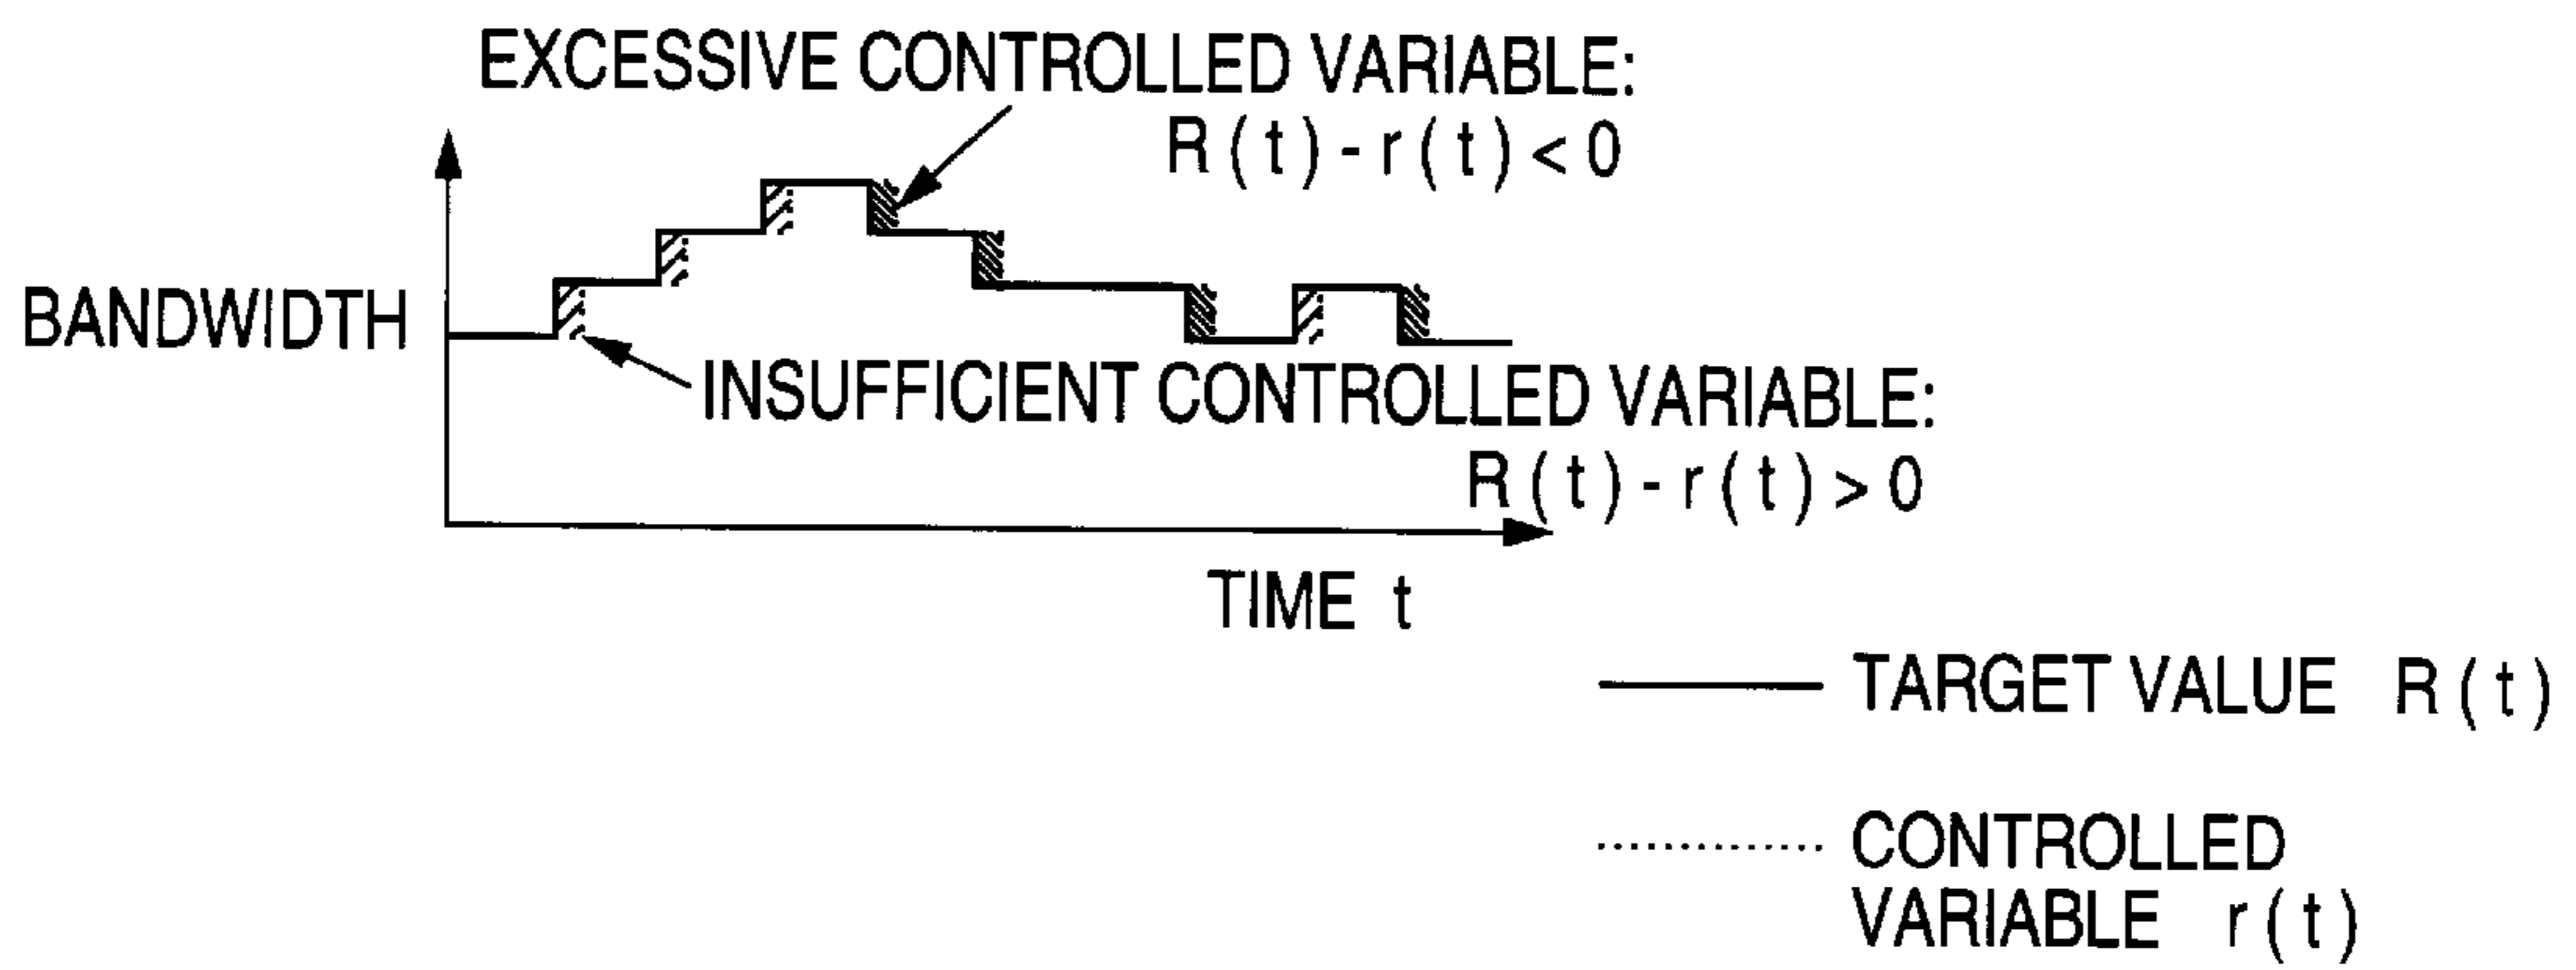 EXCESSIVE CONTROLLED VARIABLE:
R(t)-r(t)<0
BANDWIDTH
INSUFFICIENT CONTROLLED VARIABLE:
R(t)-r(t)>0
TIME t
TARGET VALUE R(t)
CONTROLLED
VARIABLE r(t)